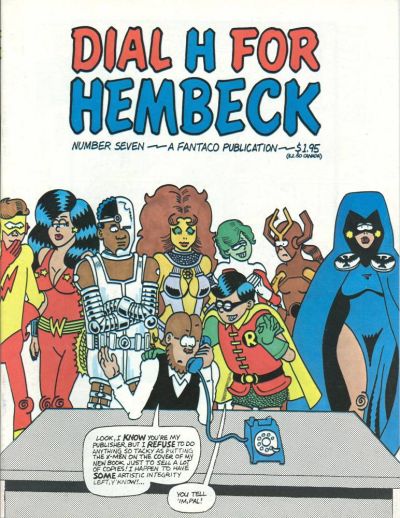 DIAL H FOR
HEMBECK
NUMBER SEVEN — A FANTACO PUBLICATION — $1.95
($2.50 CANADA)
W
R
LOOK, I KNOW YOU'RE MY
PUBLISHER, BUT I REFUSE TO DO
ANYTHING SO TACKY AS PUTTING
THE X-MEN ON THE COVER OF MY
NEW BOOK JUST TO SELL A LOT
OF COPIES! I HAPPEN TO HAVE
SOME ARTISTIC INTEGRITY
LEFT, Y'KNOW!...
YOU TELL
'IM, PAL!